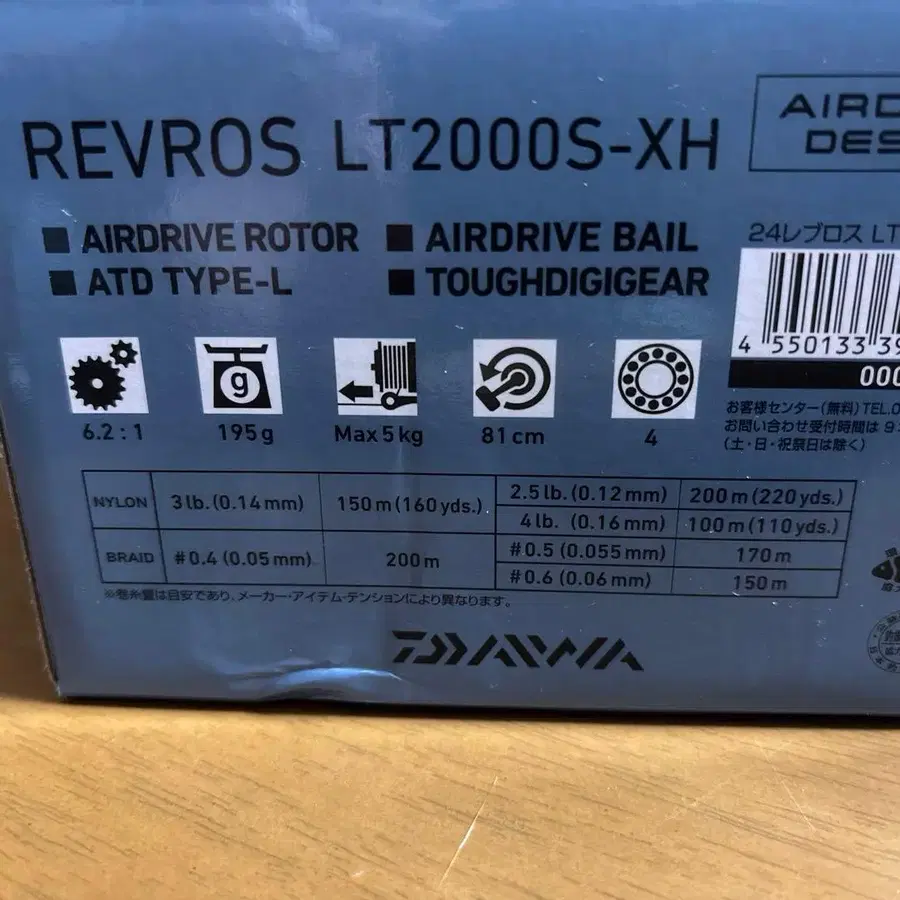 REVROS LT2000S-XH
AIRD
DES
■ AIRDRIVE ROTOR ■ AIRDRIVE BAIL
■ ATD TYPE-L ■ TOUGHDIGIGEAR
24レブロス LT
4 550133 39
000
g
6.2 : 1 195g Max 5 kg 81cm 4
お客様センター(無料)TEL.0
お問い合わせ受付時間は 9
(土・日・祝祭日は除く)
NYLON 3 lb. (0.14 mm) 150 m (160 yds.) 2.5 lb. (0.12 mm) 200 m (220 yds.)
4 lb. (0.16 mm) 100 m (110 yds.)
BRAID #0.4 (0.05 mm) 200 m #0.5 (0.055 mm) 170 m
#0.6 (0.06 mm) 150 m
※巻糸量は目安であり、メーカー・アイテム・テンションにより異なります。
DAIWA